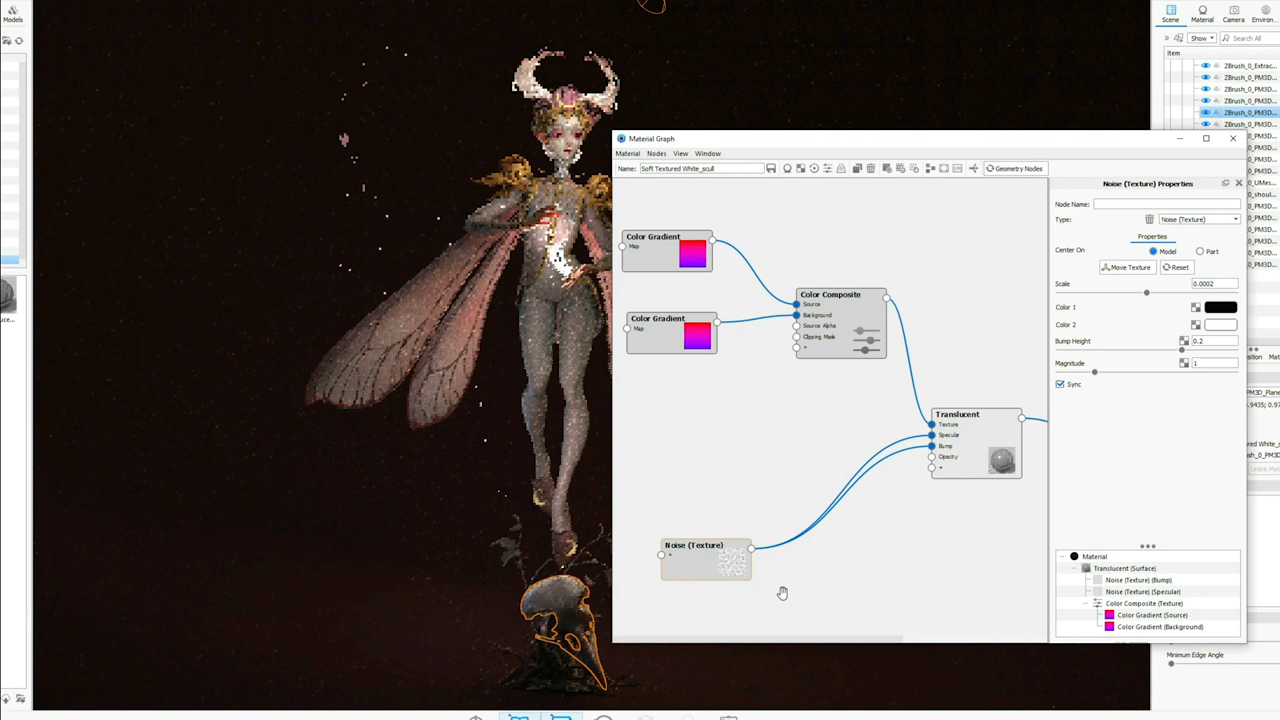 Models
Scene
Material
Camera
Environ...
Show
Search All
Item
ZBrush_0_Extrac...
ZBrush_0_PM3D...
ZBrush_0_PM3D...
ZBrush_0_PM3D...
ZBrush_0_PM3D...
ZBrush_0_PM3D...
Material Graph
Material
Nodes
View
Window
Name:
Soft Textured White_scull
Geometry Nodes
Noise (Texture) Properties
Node Name:
Type:
Noise (Texture)
Properties
Center On
Model
Part
Move Texture
Reset
Scale
0.0002
Color 1
Color 2
Bump Height
0.2
Magnitude
1
Sync
Color Gradient
Map
Color Gradient
Map
Color Composite
Source
Background
Source Alpha
Clipping Mask
+
Translucent
Texture
Specular
Bump
Opacity
+
Noise (Texture)
+
Material
Translucent (Surface)
Noise (Texture) (Bump)
Noise (Texture) (Specular)
Color Composite (Texture)
Color Gradient (Source)
Color Gradient (Background)
Minimum Edge Angle